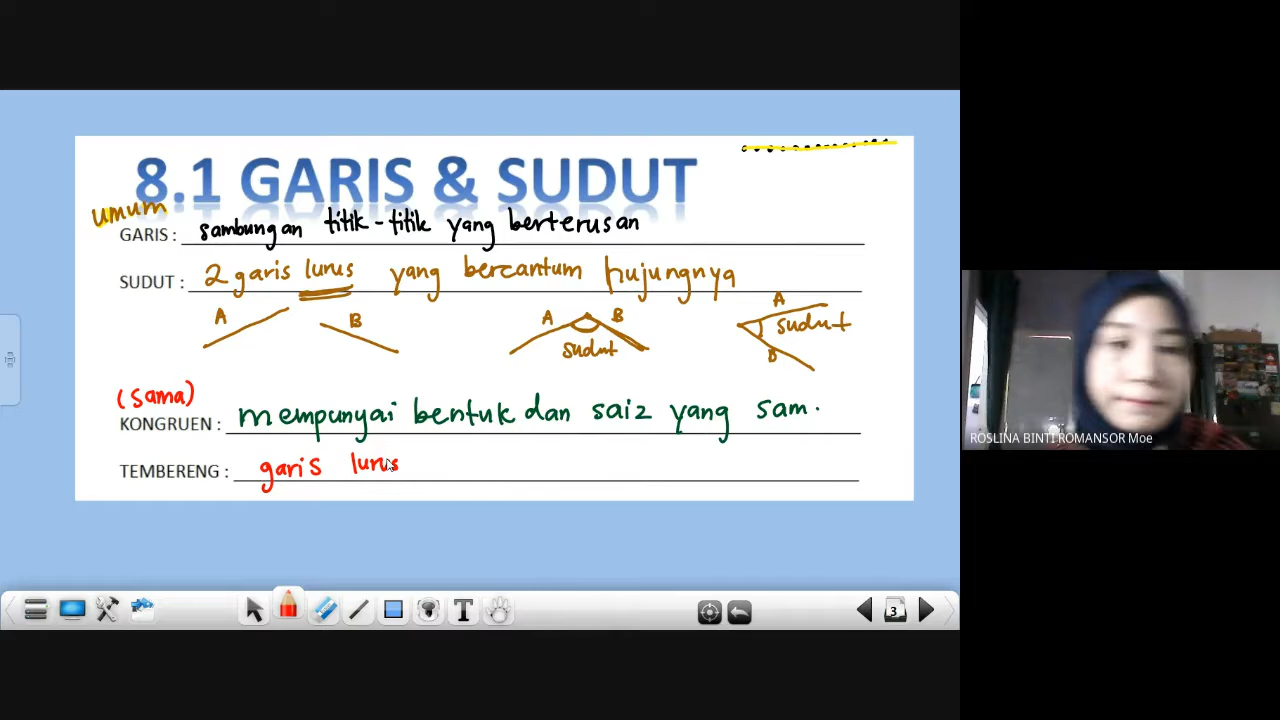 8.1 GARIS & SUDUT
umum
GARIS : sambungan titik-titik yang berterusan
SUDUT : 2 garis lurus yang bercantum hujungnya
A B A B A
sudut sudut
B
(sama)
KONGRUEN : mempunyai bentuk dan saiz yang sam.
TEMBERENG : garis lurus
ROSLINA BINTI ROMANSOR Moe
T
3